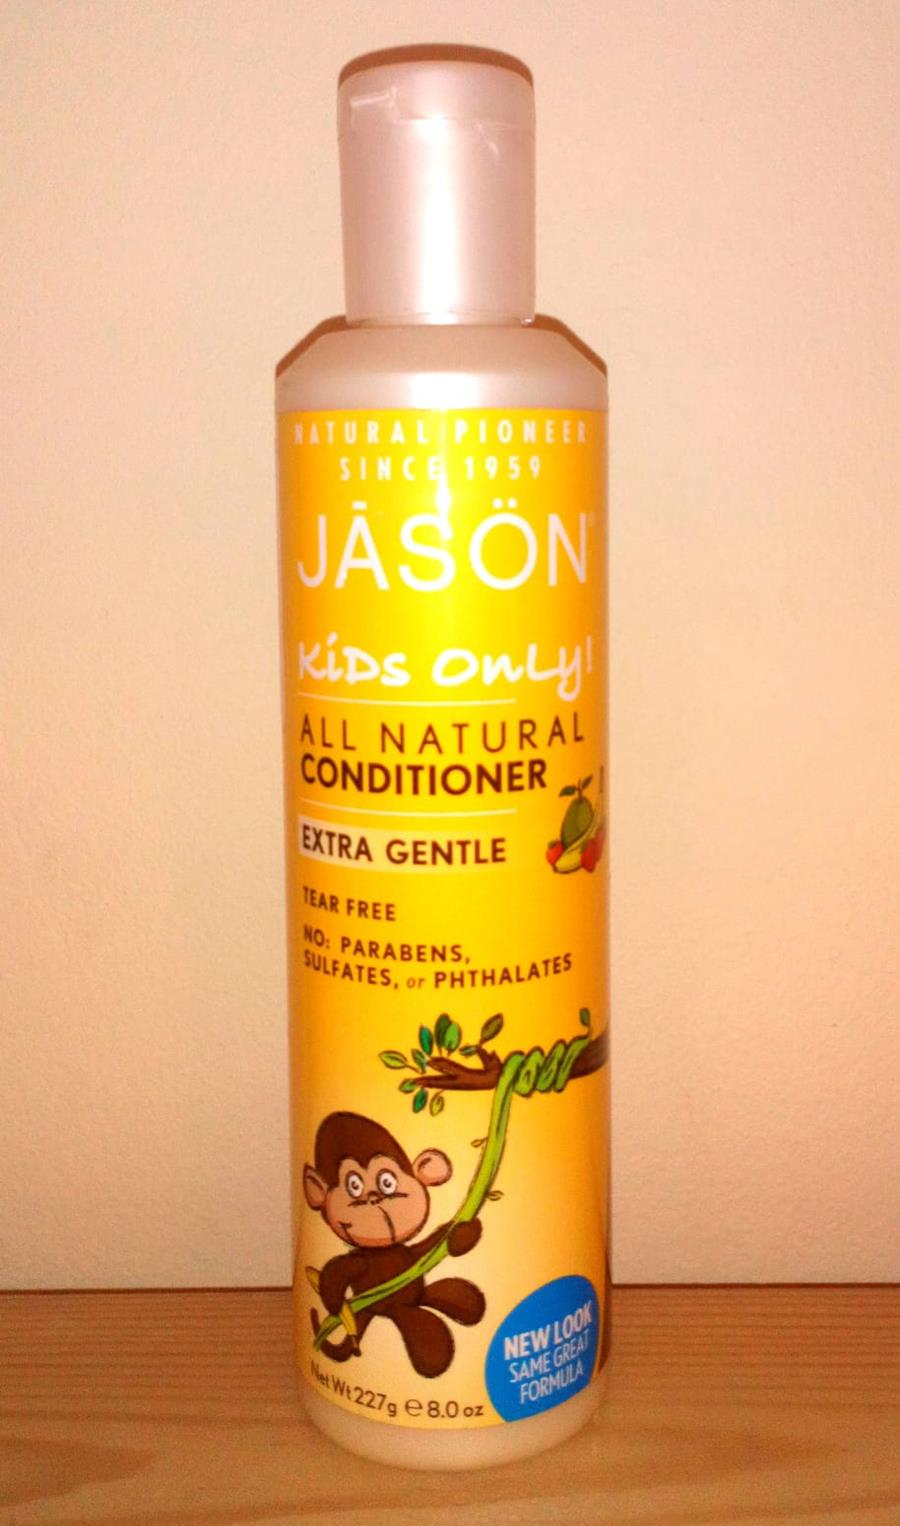 NATURAL PIONEER
SINCE 1959
JĀSÖN®
Kids Only!
ALL NATURAL
CONDITIONER
EXTRA GENTLE
TEAR FREE
NO: PARABENS,
SULFATES, or PHTHALATES
NEW LOOK
SAME GREAT
FORMULA
Net Wt 227g ℮ 8.0 oz